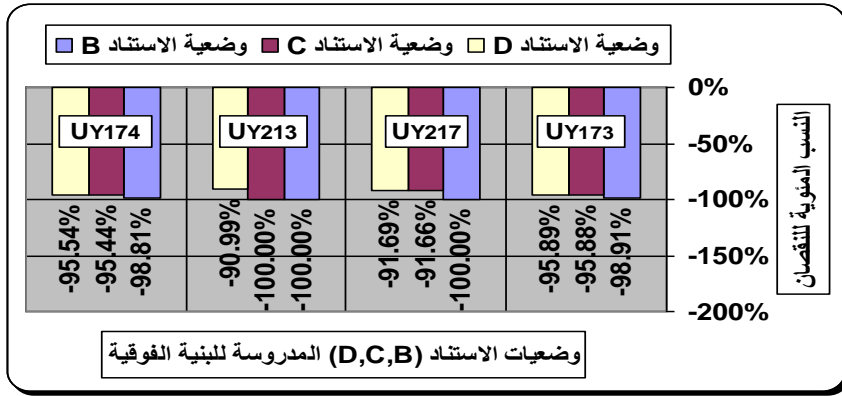 وضعية الاستناد B وضعية الاستناد C وضعية الاستناد D
0%
-50%
-100%
-150%
-200%
النسب المئوية للنقصان
UY173
UY217
UY213
UY174
-98.91%
-95.88%
-95.89%
-100.00%
-91.66%
-91.69%
-100.00%
-100.00%
-90.99%
-98.81%
-95.44%
-95.54%
وضعيات الاستناد (D,C,B) المدروسة للبنية الفوقية